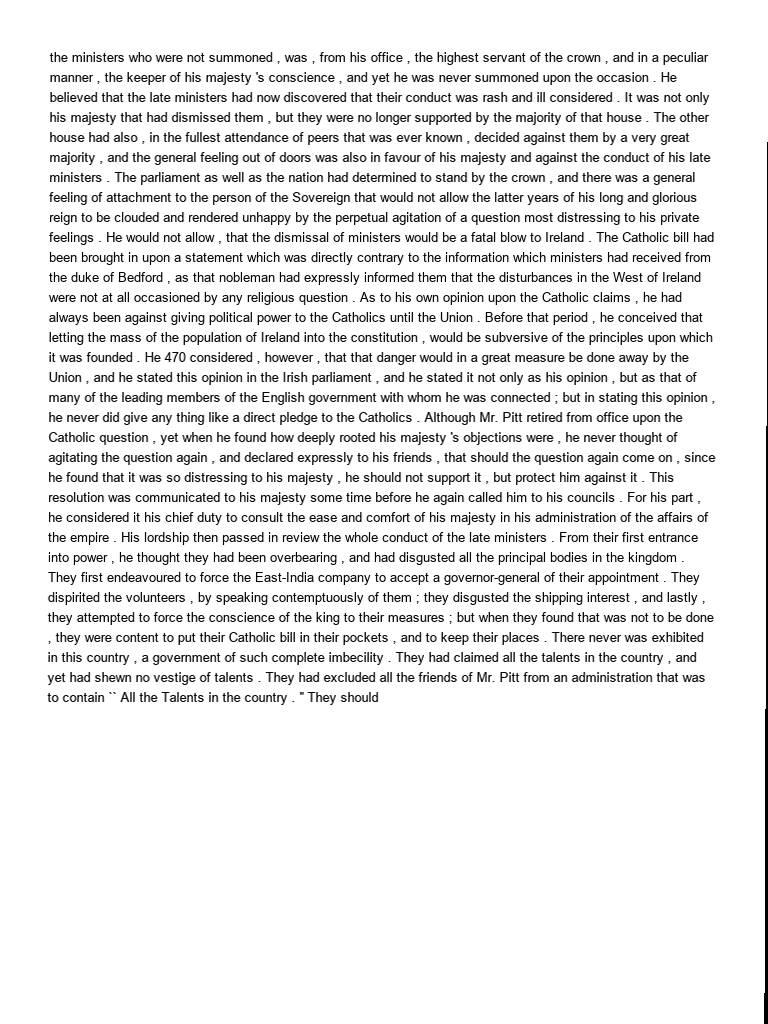 the ministers who were not summoned , was , from his office , the highest servant of the crown , and in a peculiar
manner , the keeper of his majesty 's conscience , and yet he was never summoned upon the occasion . He
believed that the late ministers had now discovered that their conduct was rash and ill considered . It was not only
his majesty that had dismissed them , but they were no longer supported by the majority of that house . The other
house had also , in the fullest attendance of peers that was ever known , decided against them by a very great
majority , and the general feeling out of doors was also in favour of his majesty and against the conduct of his late
ministers . The parliament as well as the nation had determined to stand by the crown , and there was a general
feeling of attachment to the person of the Sovereign that would not allow the latter years of his long and glorious
reign to be clouded and rendered unhappy by the perpetual agitation of a question most distressing to his private
feelings . He would not allow , that the dismissal of ministers would be a fatal blow to Ireland . The Catholic bill had
been brought in upon a statement which was directly contrary to the information which ministers had received from
the duke of Bedford , as that nobleman had expressly informed them that the disturbances in the West of Ireland
were not at all occasioned by any religious question . As to his own opinion upon the Catholic claims , he had
always been against giving political power to the Catholics until the Union . Before that period , he conceived that
letting the mass of the population of Ireland into the constitution , would be subversive of the principles upon which
it was founded . He 470 considered , however , that that danger would in a great measure be done away by the
Union , and he stated this opinion in the Irish parliament , and he stated it not only as his opinion , but as that of
many of the leading members of the English government with whom he was connected ; but in stating this opinion ,
he never did give any thing like a direct pledge to the Catholics . Although Mr. Pitt retired from office upon the
Catholic question , yet when he found how deeply rooted his majesty 's objections were , he never thought of
agitating the question again , and declared expressly to his friends , that should the question again come on , since
he found that it was so distressing to his majesty , he should not support it , but protect him against it . This
resolution was communicated to his majesty some time before he again called him to his councils . For his part ,
he considered it his chief duty to consult the ease and comfort of his majesty in his administration of the affairs of
the empire . His lordship then passed in review the whole conduct of the late ministers . From their first entrance
into power , he thought they had been overbearing , and had disgusted all the principal bodies in the kingdom .
They first endeavoured to force the East-India company to accept a governor-general of their appointment . They
dispirited the volunteers , by speaking contemptuously of them ; they disgusted the shipping interest , and lastly ,
they attempted to force the conscience of the king to their measures ; but when they found that was not to be done
, they were content to put their Catholic bill in their pockets , and to keep their places . There never was exhibited
in this country , a government of such complete imbecility . They had claimed all the talents in the country , and
yet had shewn no vestige of talents . They had excluded all the friends of Mr. Pitt from an administration that was
to contain `` All the Talents in the country . " They should